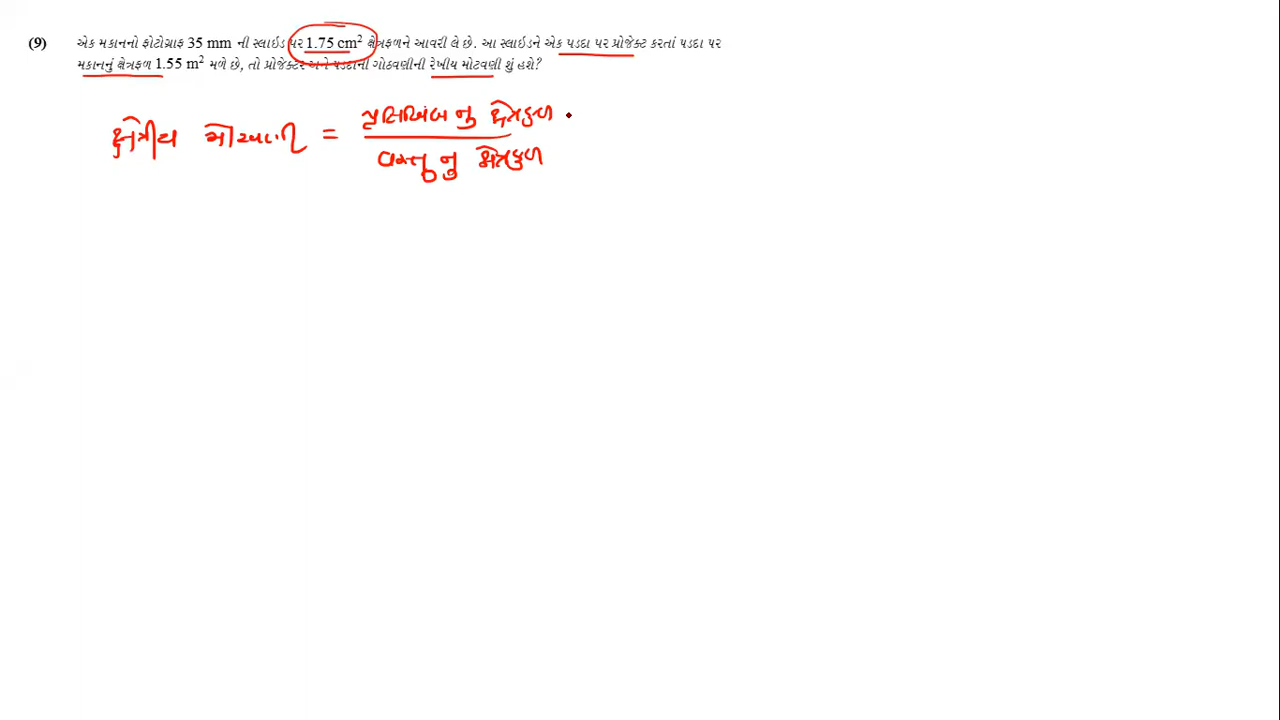 (9) એક મકાનનો ફોટોગ્રાફ 35 mm ની સ્લાઇડ પર 1.75 cm² ક્ષેત્રફળને આવરી લે છે. આ સ્લાઇડને એક પડદા પર પ્રોજેક્ટ કરતાં પડદા પર
મકાનનું ક્ષેત્રફળ 1.55 m² મળે છે, તો પ્રોજેક્ટર અને પડદાની ગોઠવણીની રેખીય મોટવણી શું હશે?
ક્ષેત્રીય મોટવણી = પ્રતિબિંબ નુ ક્ષેત્રફળ
વસ્તુ નુ ક્ષેત્રફળ